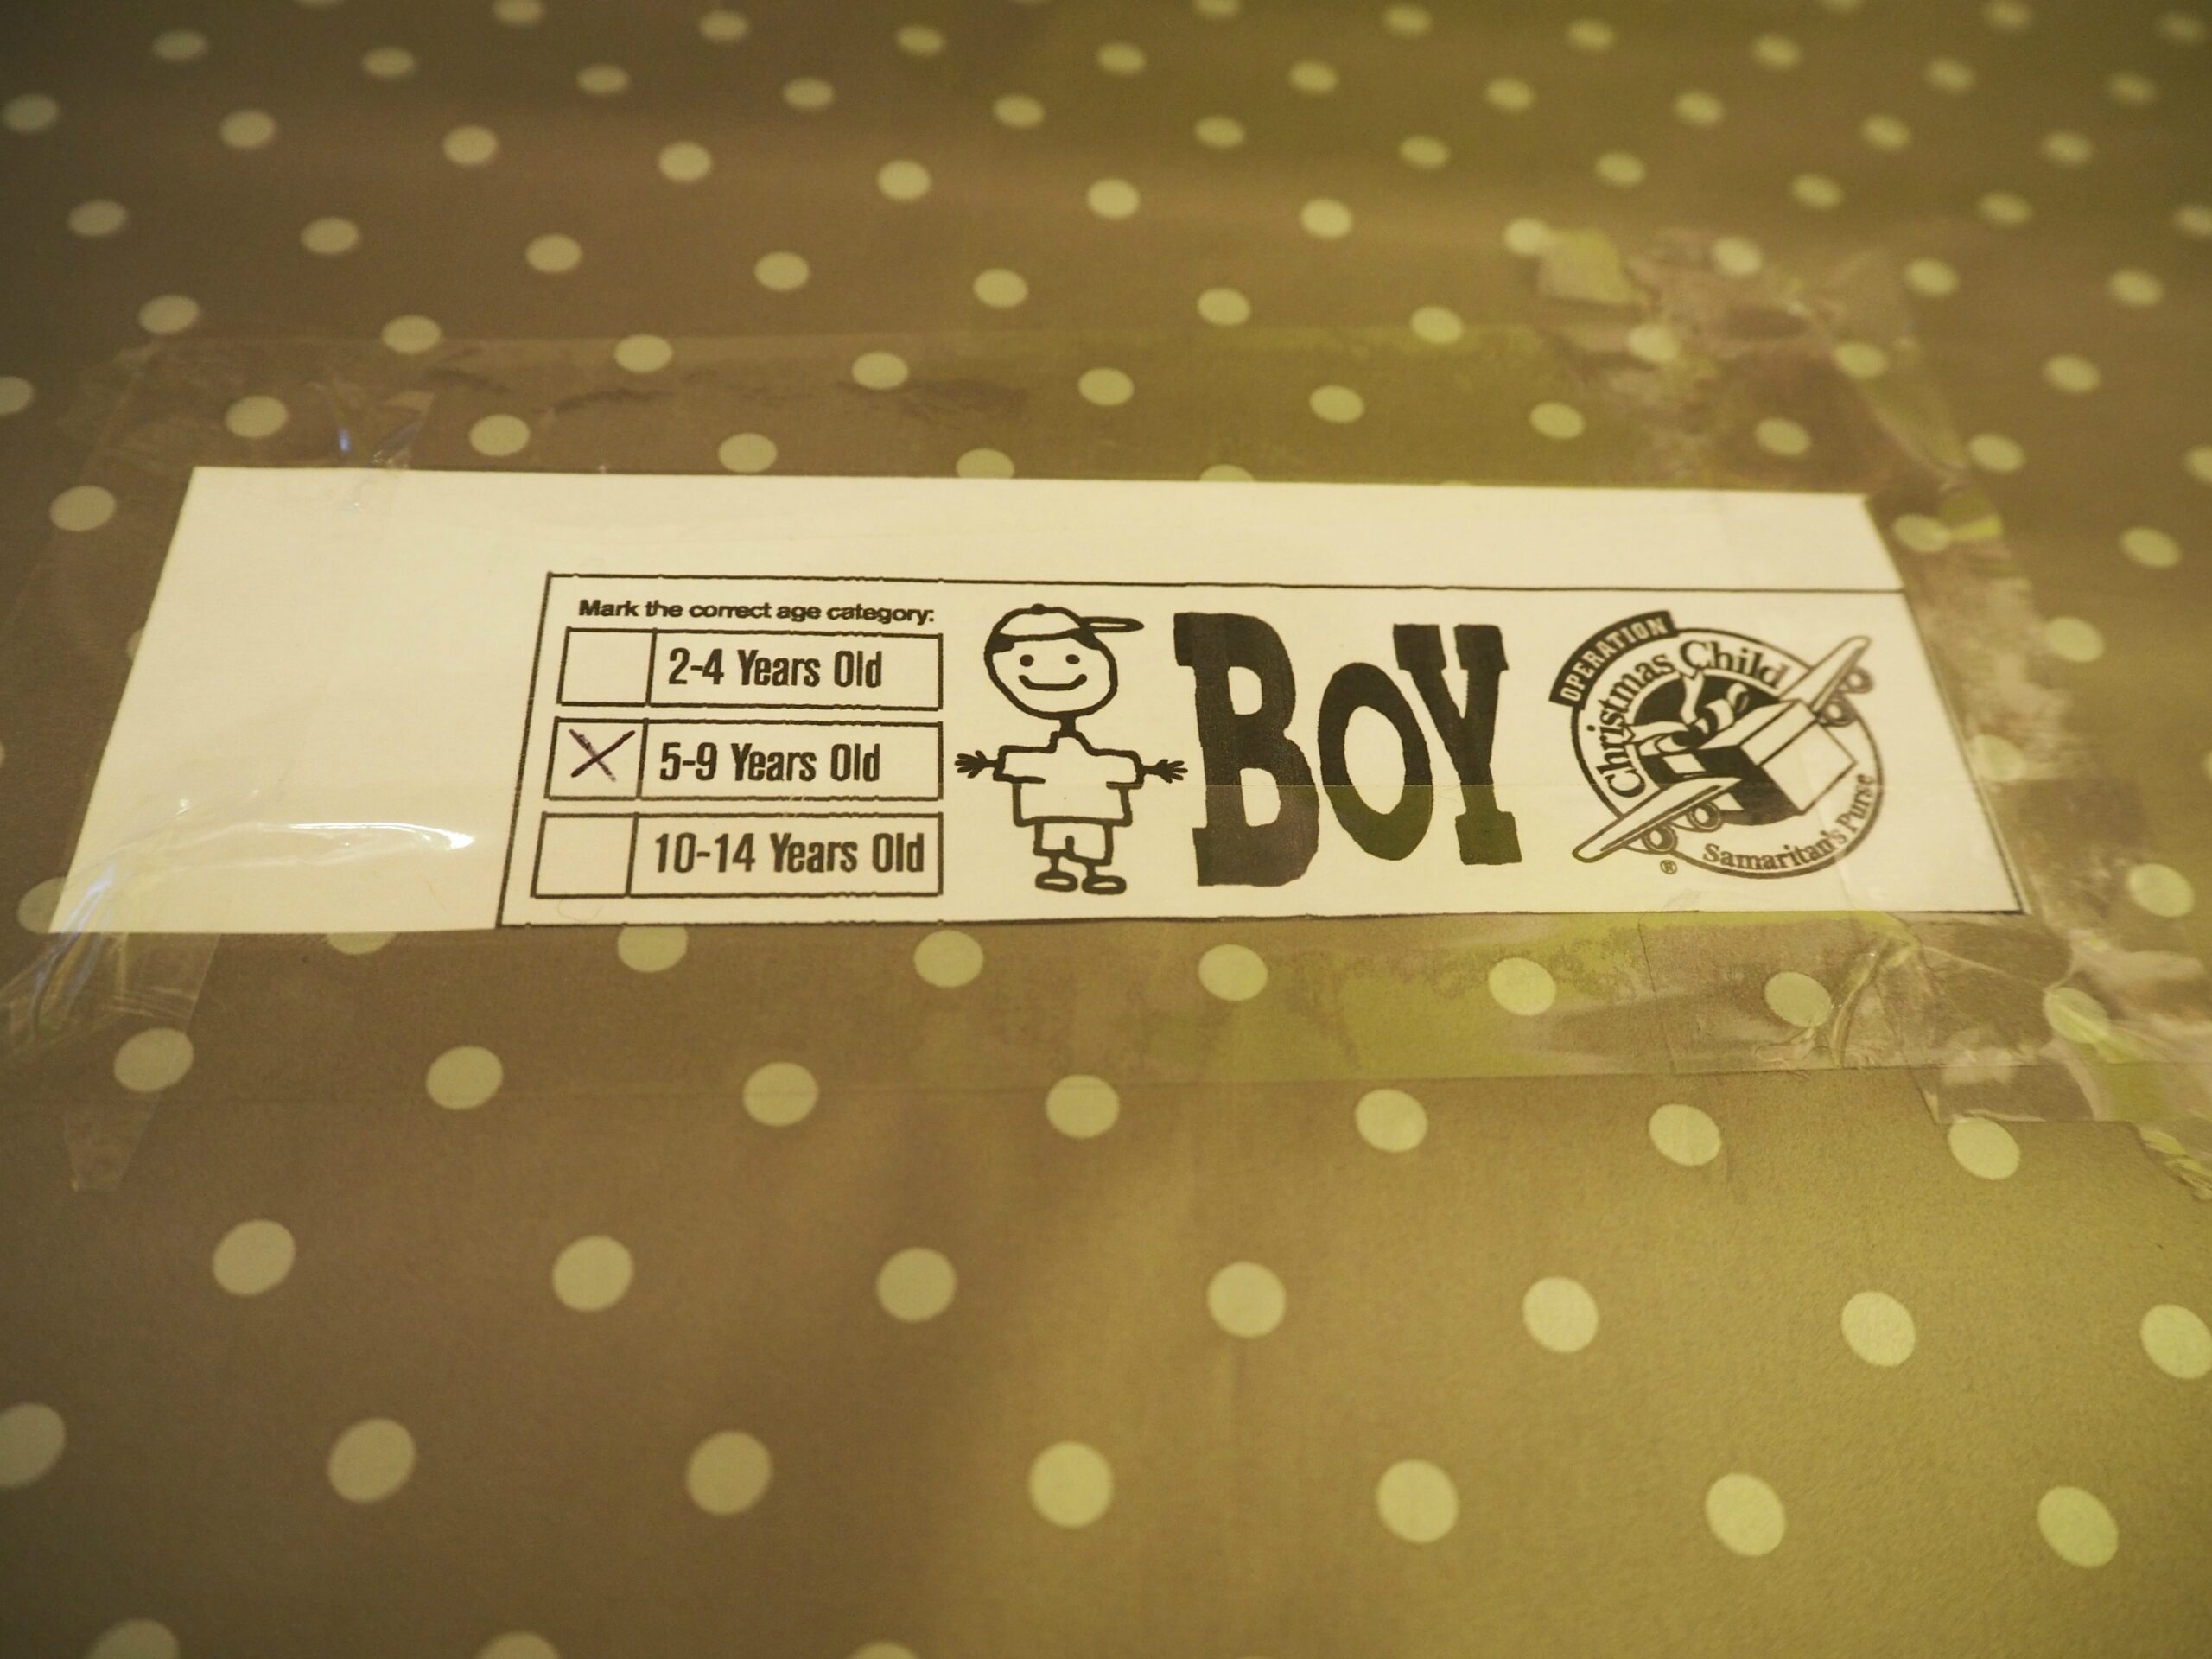 Mark the correct age category:
2-4 Years Old
5-9 Years Old
10-14 Years Old
BOY
OPERATION
Christmas Child
Samaritan's Purse
®